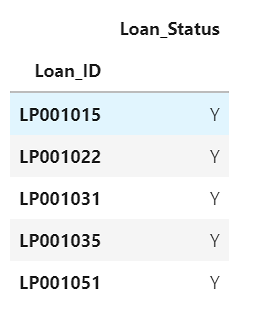 Loan_Status
Loan_ID
LP001015 Y
LP001022 Y
LP001031 Y
LP001035 Y
LP001051 Y